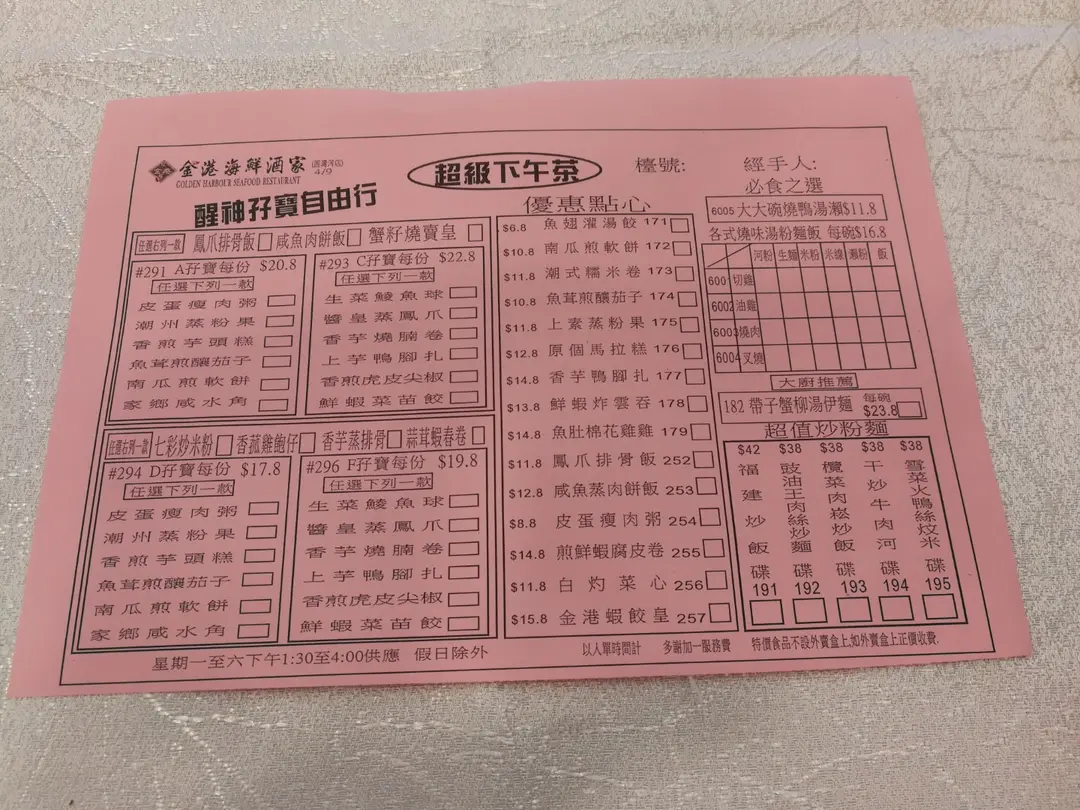 金港海鮮酒家
4/9
GOLDEN HARBOUR SEAFOOD RESTAURANT
超級下午茶
檯號:
經手人:
醒神孖寶自由行
任選右列一款 鳳爪排骨飯 咸魚肉餅飯 蟹籽燒賣皇
#291 A孖寶每份 $20.8
任選下列一款
皮蛋瘦肉粥
潮州蒸粉果
香煎芋頭糕
魚茸煎釀茄子
南瓜煎軟餅
家鄉咸水角
#293 C孖寶每份 $22.8
任選下列一款
生菜鯪魚球
醬皇蒸鳳爪
香芋燒腩卷
上芋鴨腳扎
香煎虎皮尖椒
鮮蝦菜苗餃
任選右列一款 七彩炒米粉 香菰雞飽仔 香芋蒸排骨 蒜茸蝦春卷
#294 D孖寶每份 $17.8
任選下列一款
皮蛋瘦肉粥
潮州蒸粉果
香煎芋頭糕
魚茸煎釀茄子
南瓜煎軟餅
家鄉咸水角
#296 F孖寶每份 $19.8
任選下列一款
生菜鯪魚球
醬皇蒸鳳爪
香芋燒腩卷
上芋鴨腳扎
香煎虎皮尖椒
鮮蝦菜苗餃
優惠點心
$6.8 魚翅灌湯餃 171
$10.8 南瓜煎軟餅 172
$11.8 潮式糯米卷 173
$10.8 魚茸煎釀茄子 174
$11.8 上素蒸粉果 175
$12.8 原個馬拉糕 176
$14.8 香芋鴨腳扎 177
$13.8 鮮蝦炸雲吞 178
$14.8 魚肚棉花雞雞 179
$11.8 鳳爪排骨飯 252
$12.8 咸魚蒸肉餅飯 253
$8.8 皮蛋瘦肉粥 254
$14.8 煎鮮蝦腐皮卷 255
$11.8 白灼菜心 256
$15.8 金港蝦餃皇 257
必食之選
6005 大大碗燒鴨湯瀨$11.8
各式燒味湯粉麵飯 每碗$16.8
河粉 生麵 米粉 米線 瀨粉 飯
600 切雞
6002 油雞
6003 燒肉
6004 叉燒
大廚推薦
182 帶子蟹柳湯伊麵 每碗 $23.8
超值炒粉麵
$42 $38 $38 $38 $38
福建炒飯 碟
豉油王肉絲炒麵 碟
欖菜肉崧炒飯 碟
干炒牛肉河 碟
雪菜火鴨絲炆米 碟
191 192 193 194 195
星期一至六下午1:30至4:00供應 假日除外
以人單時間計 多謝加一服務費 特價食品不設外賣盒上,如外賣盒上正價收費.